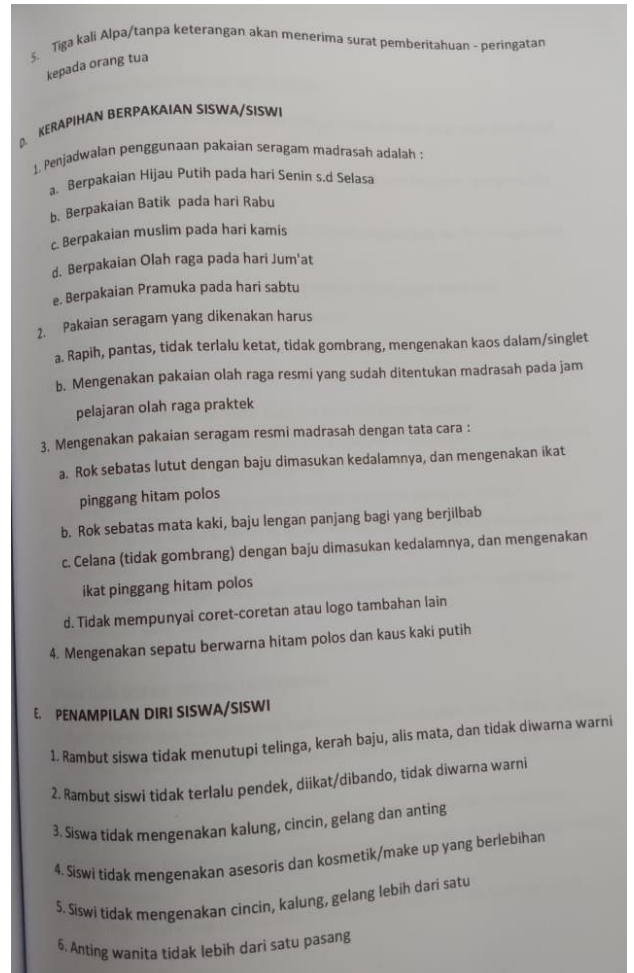 5. Tiga kali Alpa/tanpa keterangan akan menerima surat pemberitahuan - peringatan
kepada orang tua
D. KERAPIHAN BERPAKAIAN SISWA/SISWI
1. Penjadwalan penggunaan pakaian seragam madrasah adalah :
a. Berpakaian Hijau Putih pada hari Senin s.d Selasa
b. Berpakaian Batik pada hari Rabu
c. Berpakaian muslim pada hari kamis
d. Berpakaian Olah raga pada hari Jum'at
e. Berpakaian Pramuka pada hari sabtu
2. Pakaian seragam yang dikenakan harus
a. Rapih, pantas, tidak terlalu ketat, tidak gombrang, mengenakan kaos dalam/singlet
b. Mengenakan pakaian olah raga resmi yang sudah ditentukan madrasah pada jam
pelajaran olah raga praktek
3. Mengenakan pakaian seragam resmi madrasah dengan tata cara :
a. Rok sebatas lutut dengan baju dimasukan kedalamnya, dan mengenakan ikat
pinggang hitam polos
b. Rok sebatas mata kaki, baju lengan panjang bagi yang berjilbab
c. Celana (tidak gombrang) dengan baju dimasukan kedalamnya, dan mengenakan
ikat pinggang hitam polos
d. Tidak mempunyai coret-coretan atau logo tambahan lain
4. Mengenakan sepatu berwarna hitam polos dan kaus kaki putih
E. PENAMPILAN DIRI SISWA/SISWI
1. Rambut siswa tidak menutupi telinga, kerah baju, alis mata, dan tidak diwarna warni
2. Rambut siswi tidak terlalu pendek, diikat/dibando, tidak diwarna warni
3. Siswa tidak mengenakan kalung, cincin, gelang dan anting
4. Siswi tidak mengenakan asesoris dan kosmetik/make up yang berlebihan
5. Siswi tidak mengenakan cincin, kalung, gelang lebih dari satu
6. Anting wanita tidak lebih dari satu pasang